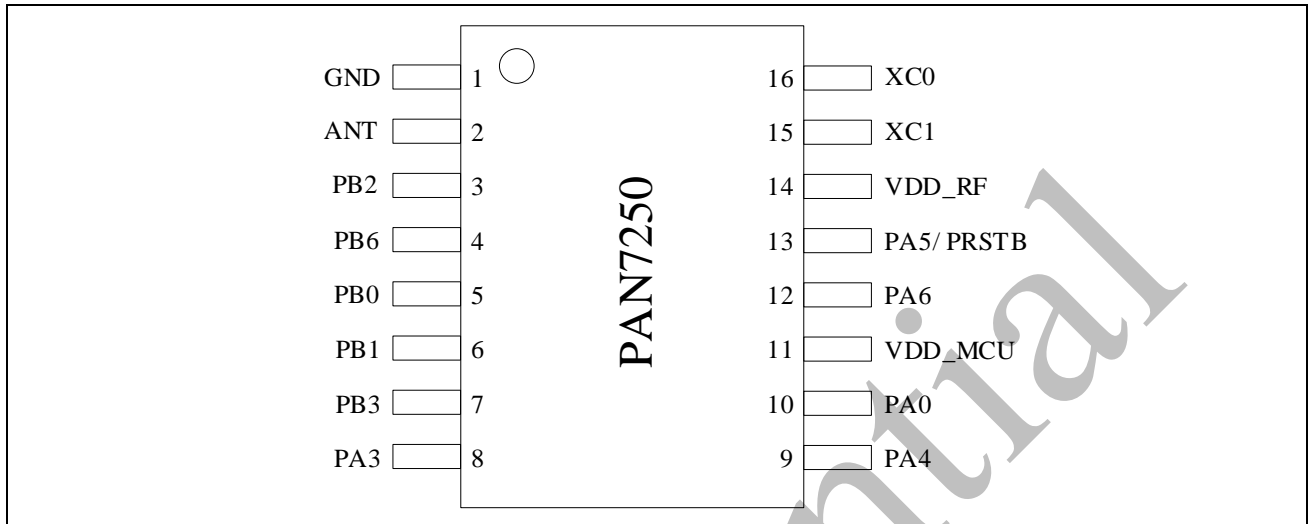 GND 1 16 XC0
ANT 2 15 XC1
PB2 3 14 VDD_RF
PB6 4 13 PA5/ PRSTB
PB0 5 12 PA6
PB1 6 11 VDD_MCU
PB3 7 10 PA0
PA3 8 9 PA4
PAN7250
ntial